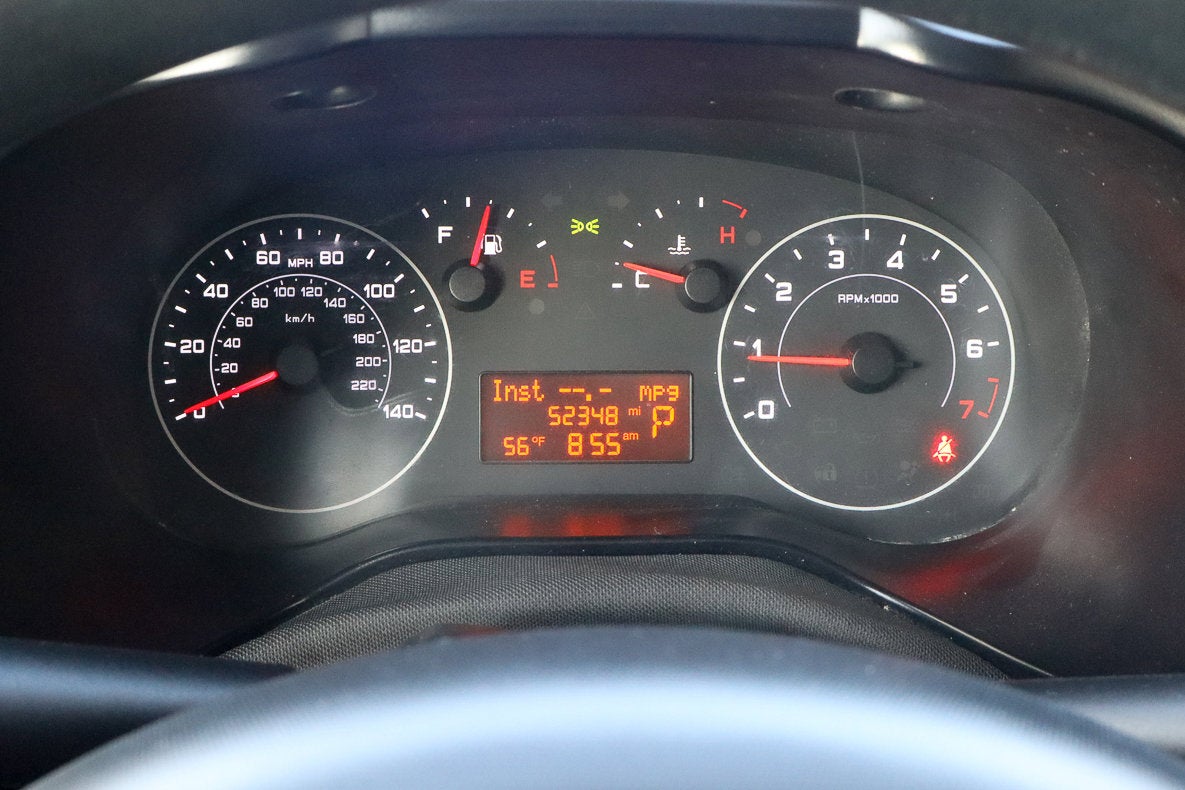 0 20 40 60 MPH 80 100 120 140
20 40 60 80 100 120 140 160 180 200 220
km/h
F E
C H
Inst --.- mpg
52348 mi P
56°F 8 55 am
0 1 2 3 4 5 6 7
RPMx1000